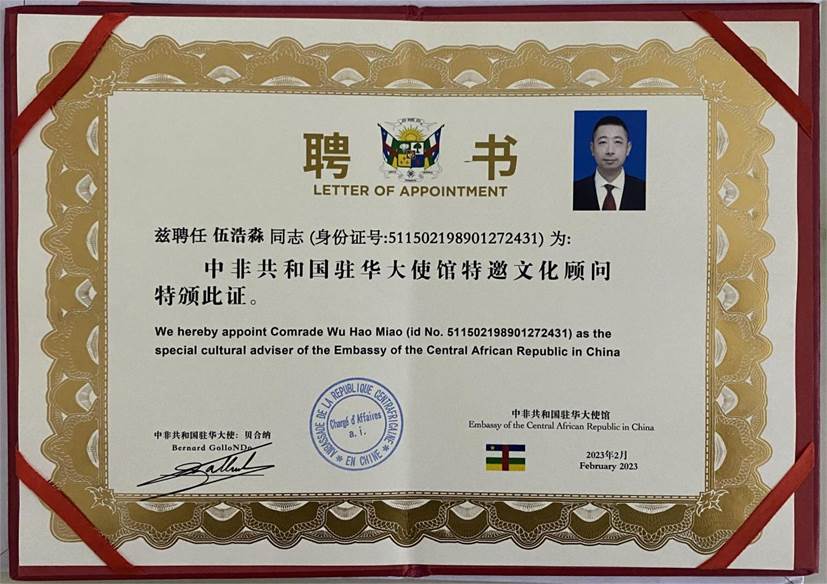 聘 书
LETTER OF APPOINTMENT
兹聘任 伍浩淼 同志 (身份证号:511502198901272431) 为:
中非共和国驻华大使馆特邀文化顾问
特颁此证。
We hereby appoint Comrade Wu Hao Miao (id No. 511502198901272431) as the
special cultural adviser of the Embassy of the Central African Republic in China
中非共和国驻华大使: 贝合纳
Bernard GolloNDo
AMBASSADE DE LA REPUBLIQUE CENTRAFRICAINE
Chargé d'Affaires
a. i.
* EN CHINE *
中非共和国驻华大使馆
Embassy of the Central African Republic in China
2023年2月
February 2023